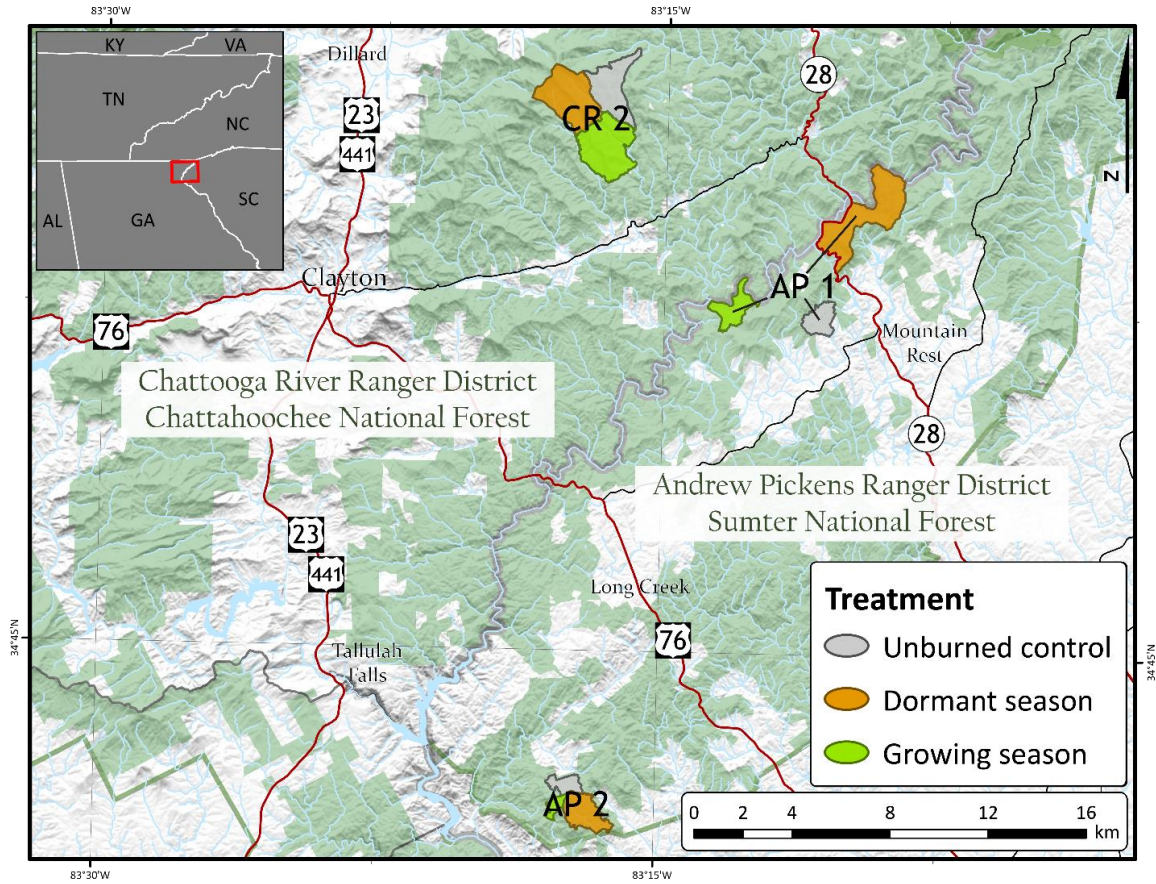 83°30'W
83°15'W
KY
VA
TN
NC
SC
AL
GA
Dillard
23
441
CR 2
28
Z
Clayton
76
AP 1
Mountain
Rest
Chattooga River Ranger District
Chattahoochee National Forest
28
Andrew Pickens Ranger District
Sumter National Forest
23
441
Long Creek
76
Tallulah
Falls
34°45'N
34°45'N
AP 2
Treatment
Unburned control
Dormant season
Growing season
0 2 4 8 12 16
km
83°30'W
83°15'W